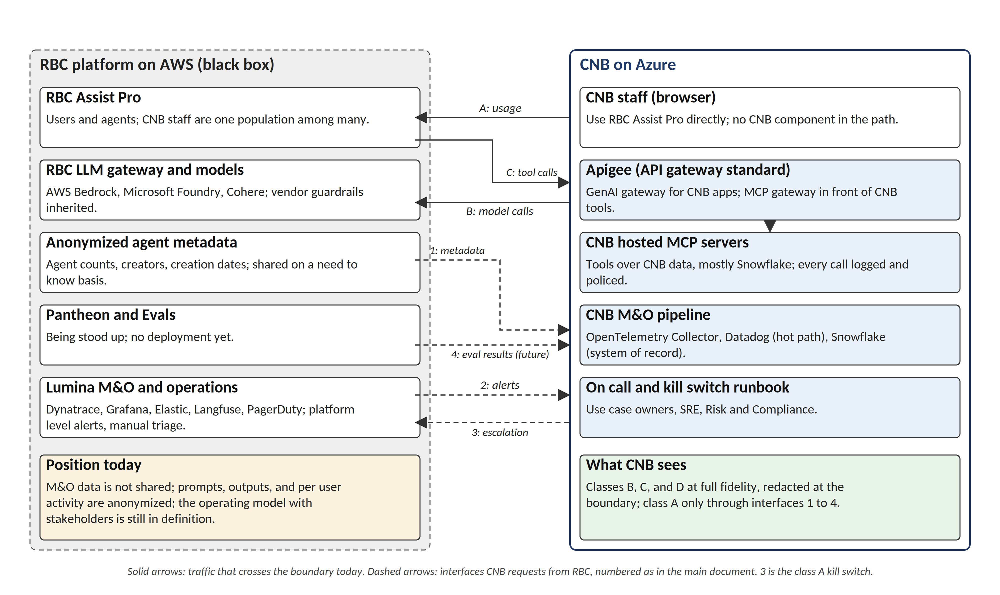 RBC platform on AWS (black box)
RBC Assist Pro
Users and agents; CNB staff are one population among many.
RBC LLM gateway and models
AWS Bedrock, Microsoft Foundry, Cohere; vendor guardrails
inherited.
Anonymized agent metadata
Agent counts, creators, creation dates; shared on a need to
know basis.
Pantheon and Evals
Being stood up; no deployment yet.
Lumina M&O and operations
Dynatrace, Grafana, Elastic, Langfuse, PagerDuty; platform
level alerts, manual triage.
Position today
M&O data is not shared; prompts, outputs, and per user
activity are anonymized; the operating model with
stakeholders is still in definition.
A: usage
C: tool calls
B: model calls
1: metadata
4: eval results (future)
2: alerts
3: escalation
CNB on Azure
CNB staff (browser)
Use RBC Assist Pro directly; no CNB component in the path.
Apigee (API gateway standard)
GenAI gateway for CNB apps; MCP gateway in front of CNB
tools.
CNB hosted MCP servers
Tools over CNB data, mostly Snowflake; every call logged and
policed.
CNB M&O pipeline
OpenTelemetry Collector, Datadog (hot path), Snowflake
(system of record).
On call and kill switch runbook
Use case owners, SRE, Risk and Compliance.
What CNB sees
Classes B, C, and D at full fidelity, redacted at the
boundary; class A only through interfaces 1 to 4.
Solid arrows: traffic that crosses the boundary today. Dashed arrows: interfaces CNB requests from RBC, numbered as in the main document. 3 is the class A kill switch.